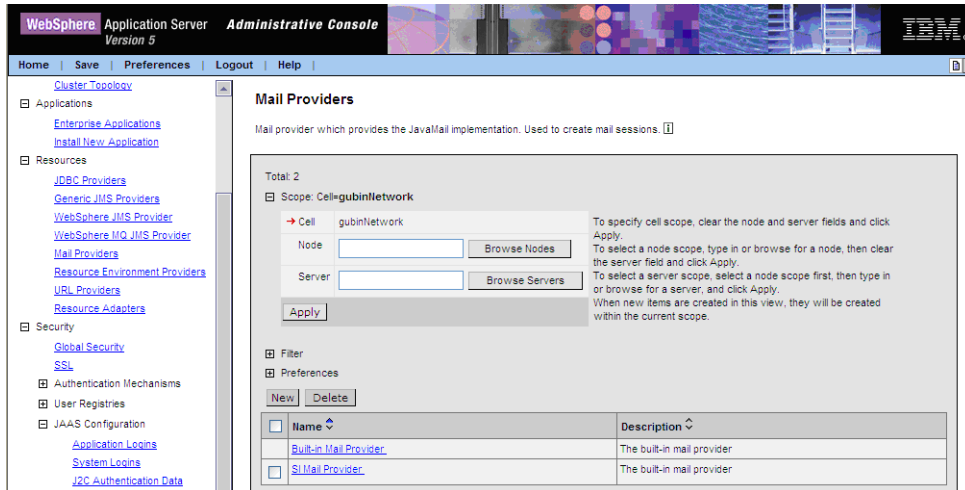 WebSphere Application Server Administrative Console
Version 5
IBM.
Home | Save | Preferences | Logout | Help |
Cluster Topology
Applications
Enterprise Applications
Install New Application
Resources
JDBC Providers
Generic JMS Providers
WebSphere JMS Provider
WebSphere MQ JMS Provider
Mail Providers
Resource Environment Providers
URL Providers
Resource Adapters
Security
Global Security
SSL
Authentication Mechanisms
User Registries
JAAS Configuration
Application Logins
System Logins
J2C Authentication Data
Mail Providers
Mail provider which provides the JavaMail implementation. Used to create mail sessions. i
Total: 2
Scope: Cell=gubinNetwork
Cell gubinNetwork
Node Browse Nodes
Server Browse Servers
Apply
To specify cell scope, clear the node and server fields and click
Apply.
To select a node scope, type in or browse for a node, then clear
the server field and click Apply.
To select a server scope, select a node scope first, then type in
or browse for a server, and click Apply.
When new items are created in this view, they will be created
within the current scope.
Filter
Preferences
New Delete
Name Description
Built-in Mail Provider The built-in mail provider
SI Mail Provider The built-in mail provider